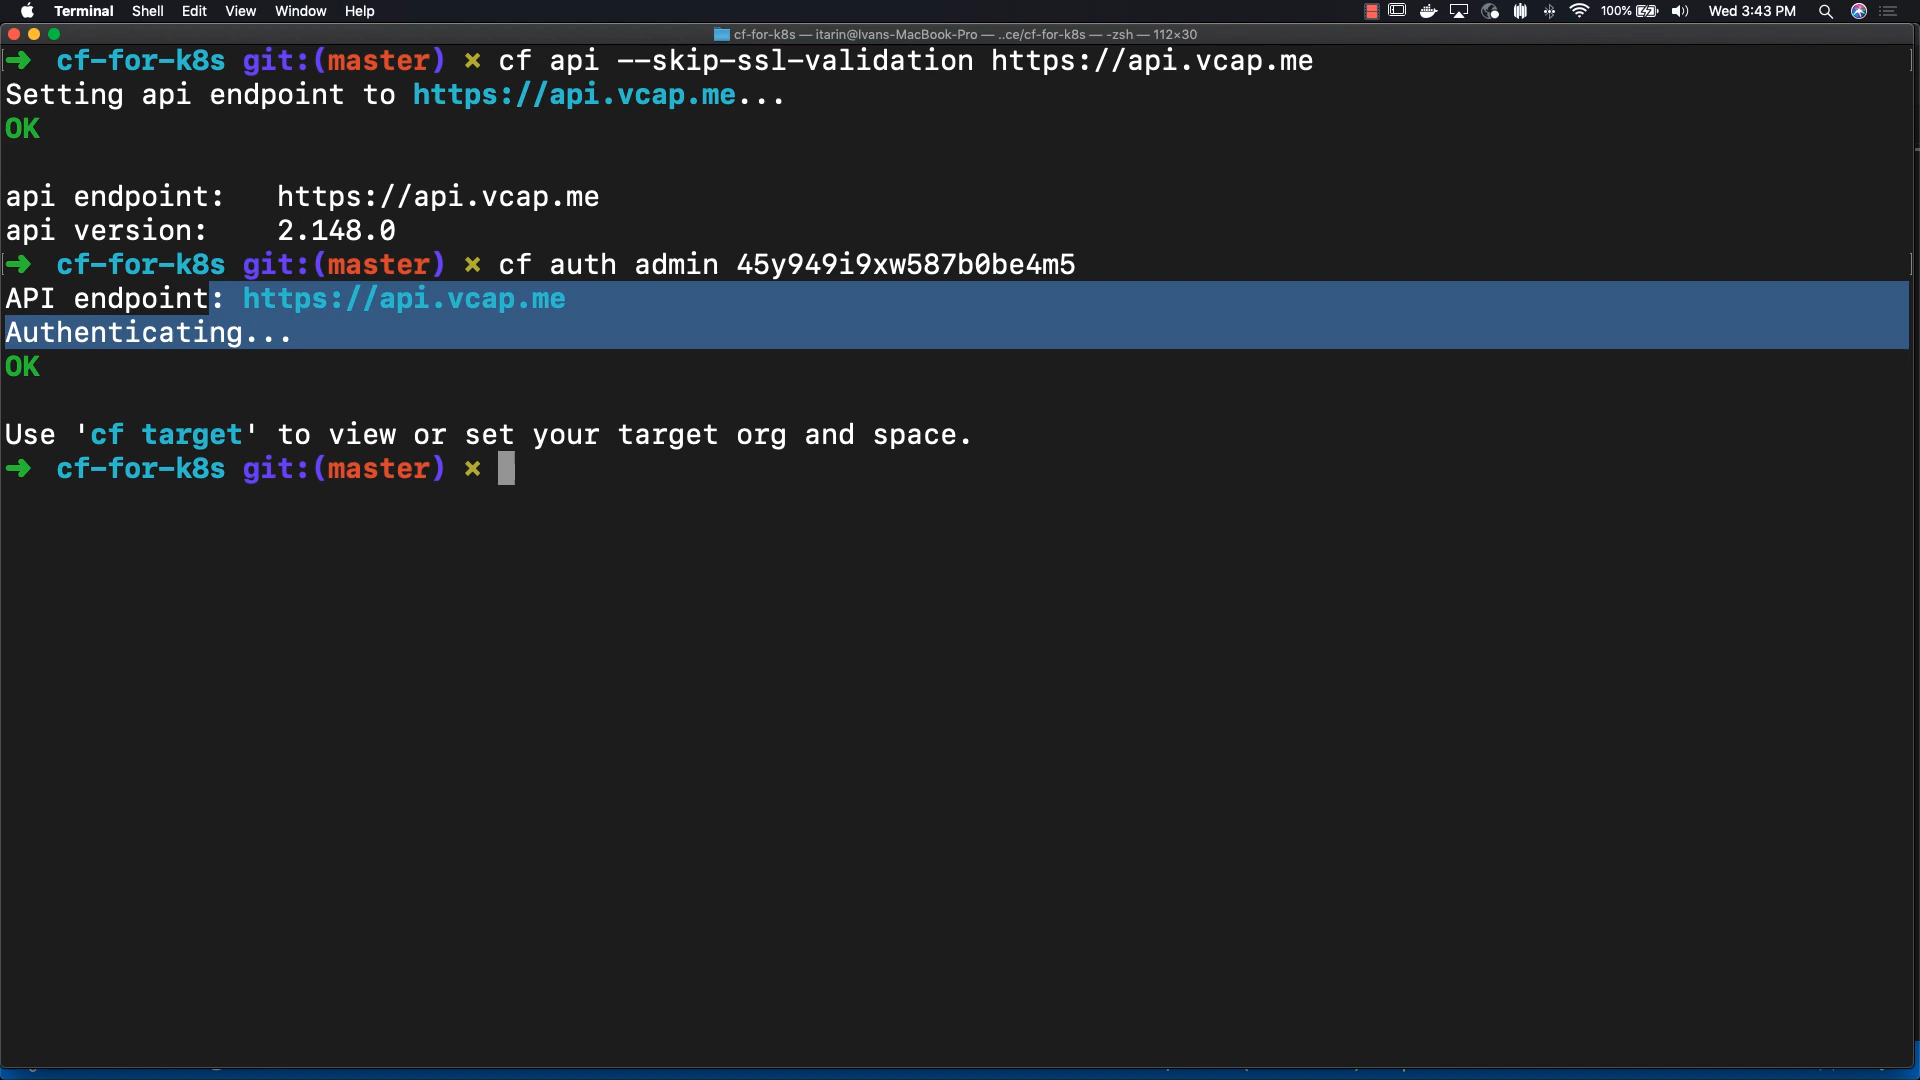 Terminal Shell Edit View Window Help 100% Wed 3:43 PM
cf-for-k8s — itarin@Ivans-MacBook-Pro — ..ce/cf-for-k8s — -zsh — 112×30
➜ cf-for-k8s git:(master) × cf api --skip-ssl-validation https://api.vcap.me
Setting api endpoint to https://api.vcap.me...
OK
api endpoint: https://api.vcap.me
api version: 2.148.0
➜ cf-for-k8s git:(master) × cf auth admin 45y949i9xw587b0be4m5
API endpoint: https://api.vcap.me
Authenticating...
OK
Use 'cf target' to view or set your target org and space.
➜ cf-for-k8s git:(master) ×